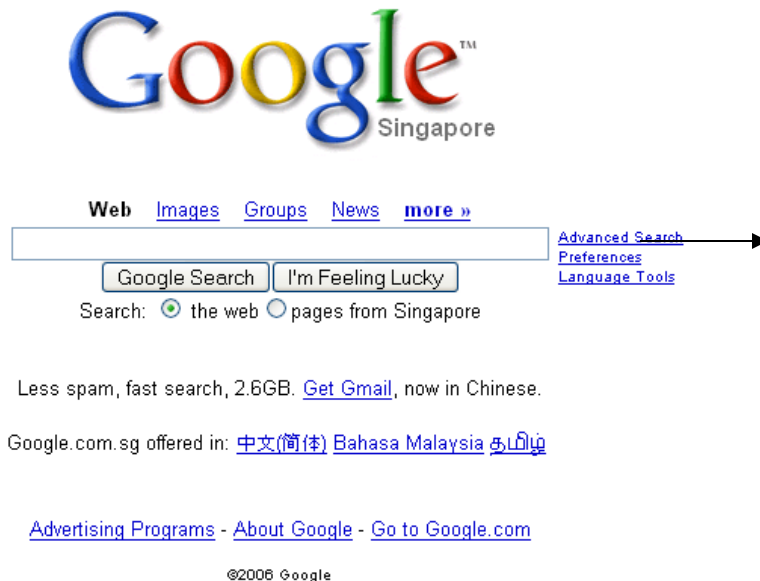 Google™
Singapore
Web Images Groups News more »
Advanced Search
Preferences
Language Tools
Google Search I'm Feeling Lucky
Search: the web pages from Singapore
Less spam, fast search, 2.6GB. Get Gmail, now in Chinese.
Google.com.sg offered in: 中文(简体) Bahasa Malaysia தமிழ்
Advertising Programs - About Google - Go to Google.com
©2006 Google